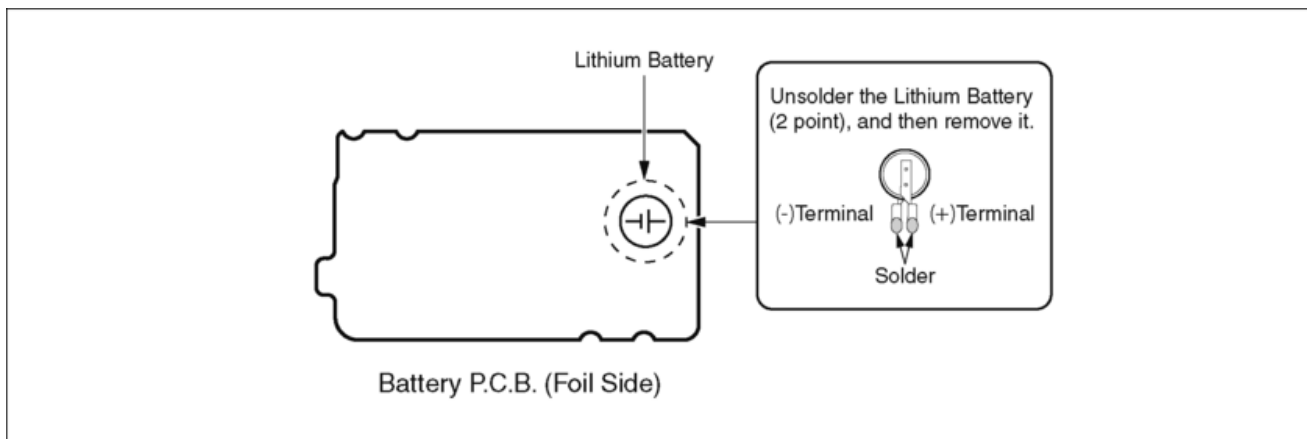 Lithium Battery
Unsolder the Lithium Battery
(2 point), and then remove it.
(-)Terminal
(+)Terminal
Solder
Battery P.C.B. (Foil Side)